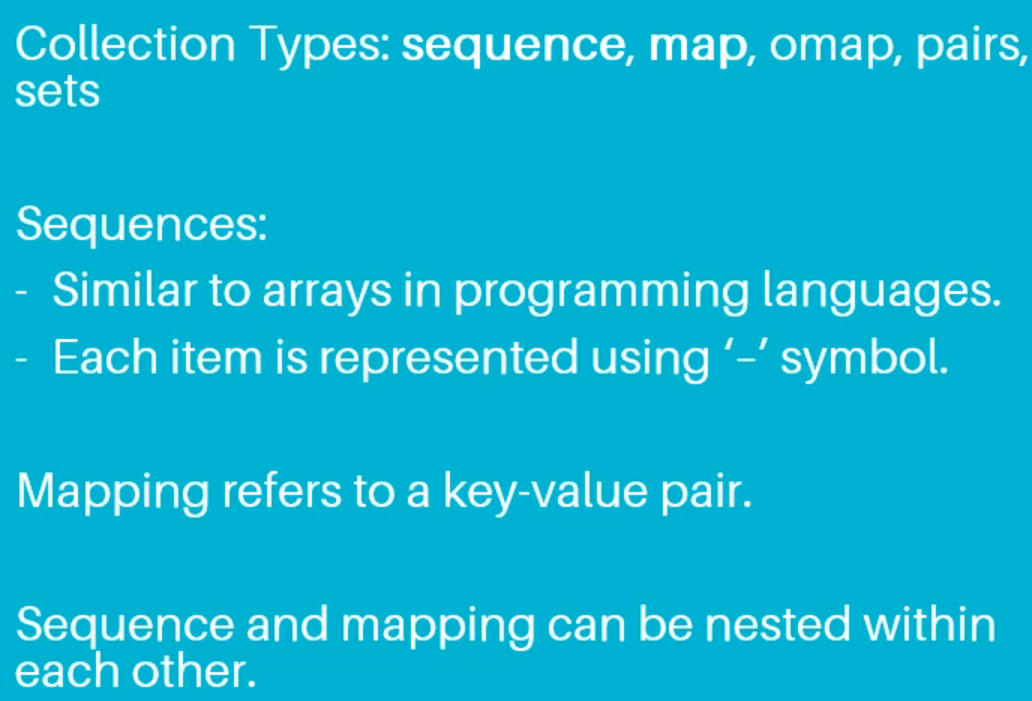 Collection Types: sequence, map, omap, pairs,
sets
Sequences:
- Similar to arrays in programming languages.
- Each item is represented using ‘-’ symbol.
Mapping refers to a key-value pair.
Sequence and mapping can be nested within
each other.